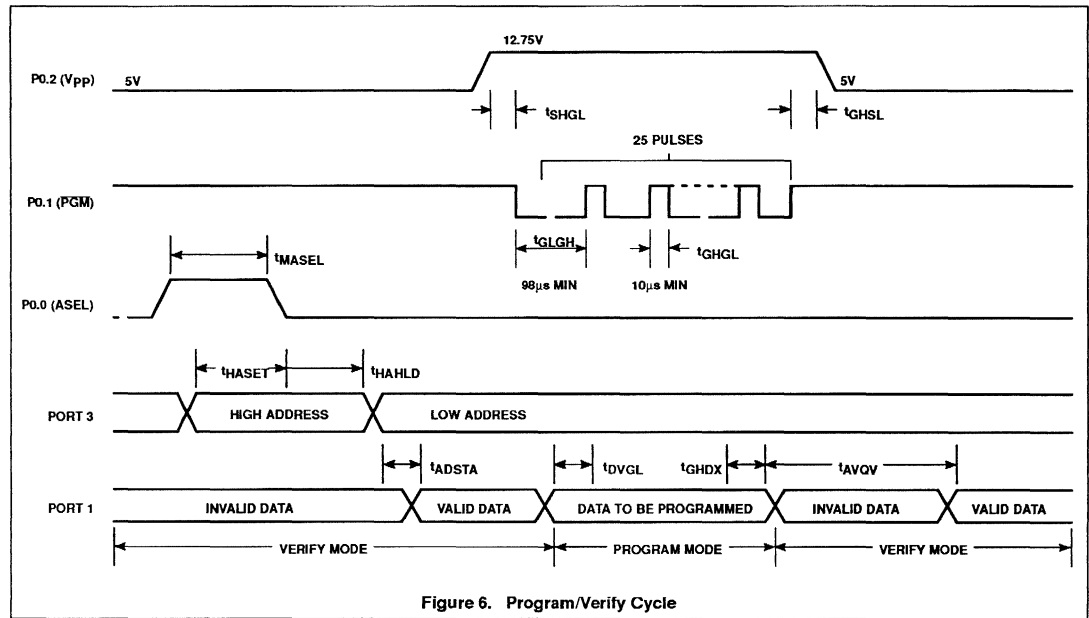 12.75V
P0.2 (VPP) 5V 5V
tSHGL tGHSL
25 PULSES
P0.1 (PGM)
tGLGH tGHGL
98µs MIN 10µs MIN
tMASEL
P0.0 (ASEL)
tHASET tHAHLD
PORT 3 HIGH ADDRESS LOW ADDRESS
tADSTA tDVGL tGHDX tAVQV
PORT 1 INVALID DATA VALID DATA DATA TO BE PROGRAMMED INVALID DATA VALID DATA
VERIFY MODE PROGRAM MODE VERIFY MODE
Figure 6. Program/Verify Cycle